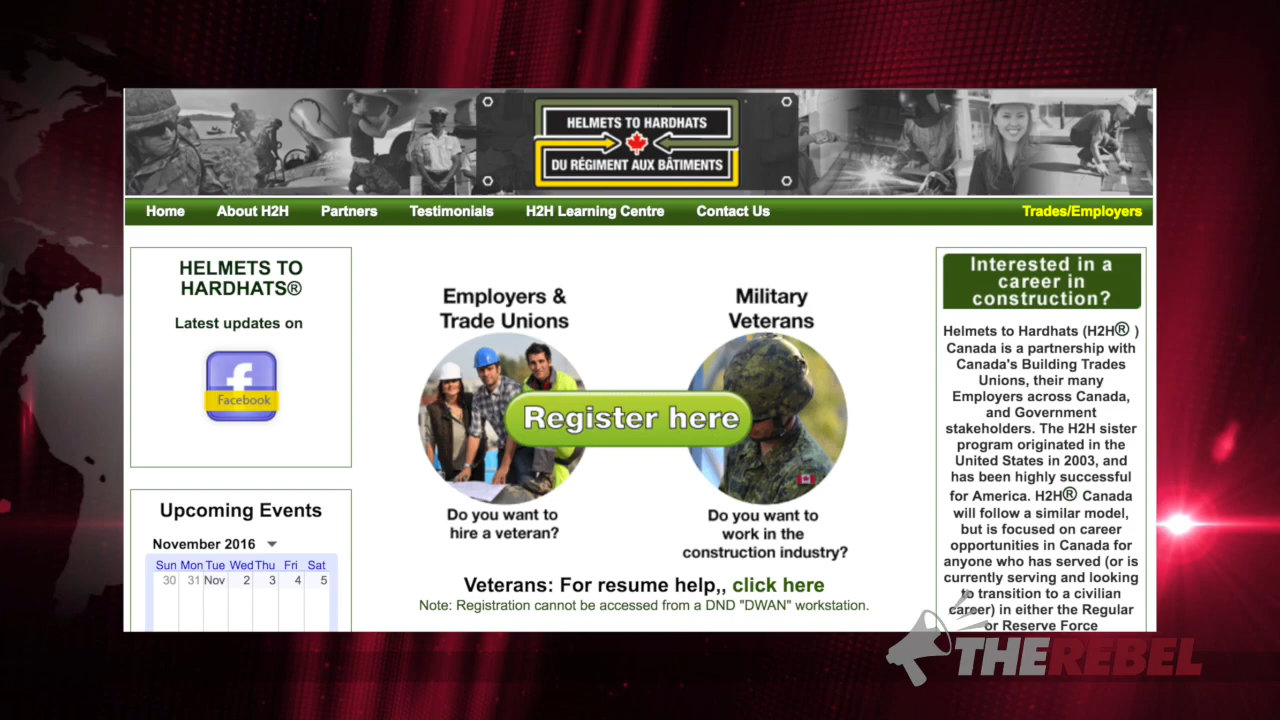 HELMETS TO HARDHATS
DU RÉGIMENT AUX BÂTIMENTS
Home
About H2H
Partners
Testimonials
H2H Learning Centre
Contact Us
Trades/Employers
HELMETS TO
HARDHATS®
Latest updates on
f
Facebook
Upcoming Events
November 2016
Sun Mon Tue Wed Thu Fri Sat
30 31 Nov 2 3 4 5
Employers &
Trade Unions
Military
Veterans
Register here
Do you want to
hire a veteran?
Do you want to
work in the
construction industry?
Veterans: For resume help,, click here
Note: Registration cannot be accessed from a DND "DWAN" workstation.
Interested in a
career in
construction?
Helmets to Hardhats (H2H® )
Canada is a partnership with
Canada's Building Trades
Unions, their many
Employers across Canada,
and Government
stakeholders. The H2H sister
program originated in the
United States in 2003, and
has been highly successful
for America. H2H® Canada
will follow a similar model,
but is focused on career
opportunities in Canada for
anyone who has served (or is
currently serving and looking
to transition to a civilian
career) in either the Regular
or Reserve Force
THEREBEL